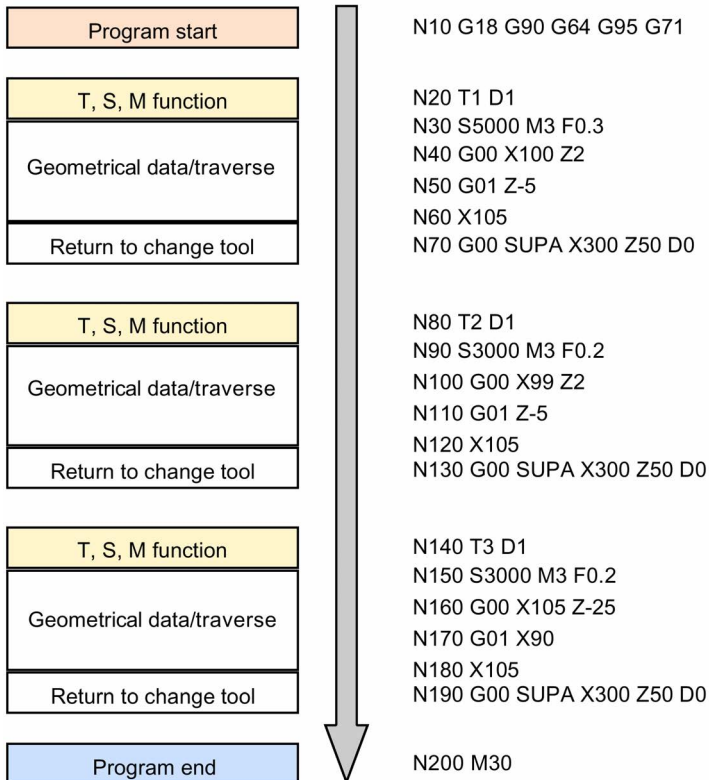 Program start
N10 G18 G90 G64 G95 G71
T, S, M function
N20 T1 D1
N30 S5000 M3 F0.3
Geometrical data/traverse
N40 G00 X100 Z2
N50 G01 Z-5
N60 X105
Return to change tool
N70 G00 SUPA X300 Z50 D0
T, S, M function
N80 T2 D1
N90 S3000 M3 F0.2
Geometrical data/traverse
N100 G00 X99 Z2
N110 G01 Z-5
N120 X105
Return to change tool
N130 G00 SUPA X300 Z50 D0
T, S, M function
N140 T3 D1
N150 S3000 M3 F0.2
Geometrical data/traverse
N160 G00 X105 Z-25
N170 G01 X90
N180 X105
Return to change tool
N190 G00 SUPA X300 Z50 D0
Program end
N200 M30